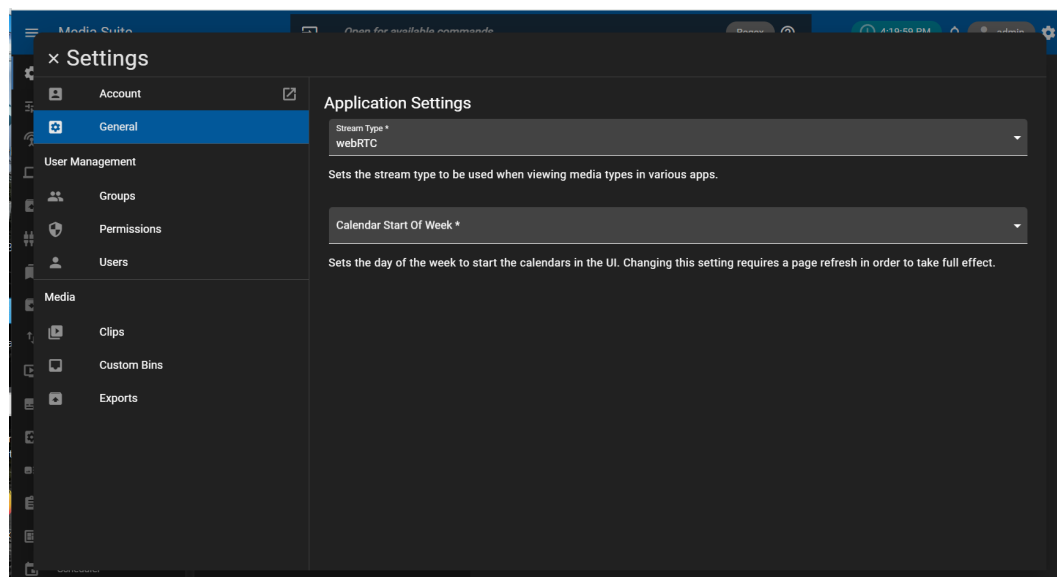 Media Suite
Open for available commands
Regex
4:19:59 PM
admin
× Settings
Account
General
User Management
Groups
Permissions
Users
Media
Clips
Custom Bins
Exports
Application Settings
Stream Type *
webRTC
Sets the stream type to be used when viewing media types in various apps.
Calendar Start Of Week *
Sets the day of the week to start the calendars in the UI. Changing this setting requires a page refresh in order to take full effect.
Scheduler